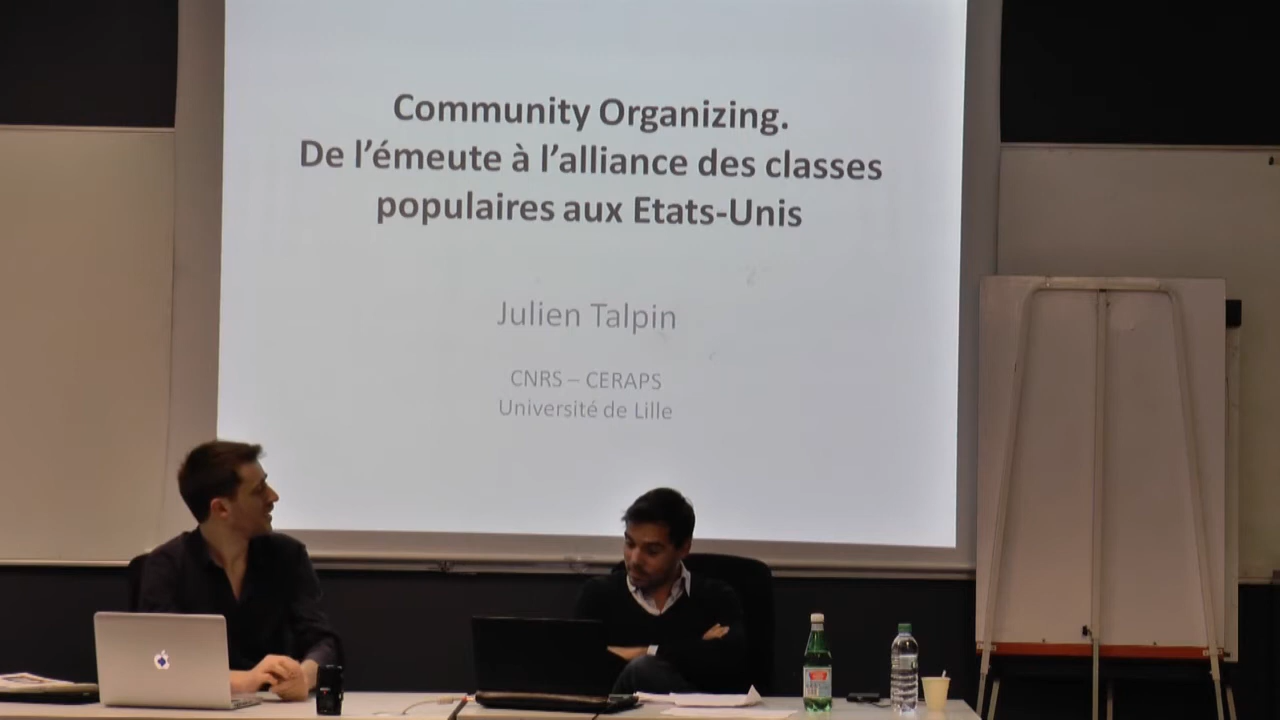 Community Organizing.
De l’émeute à l’alliance des classes
populaires aux Etats-Unis
Julien Talpin
CNRS – CERAPS
Université de Lille